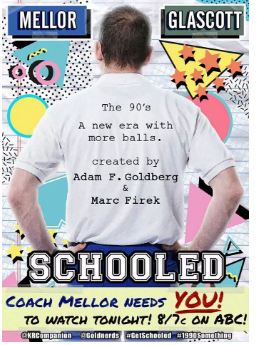 MELLOR
GLASCOTT
The 90's
A new era with
more balls.
created by
Adam F. Goldberg
&
Marc Firek
SCHOOLED
COACH MELLOR NEEDS YOU!
TO WATCH TONIGHT! 8/7c ON ABC!
@KRCompanion @Goldnerds #GetSchooled #1990Something